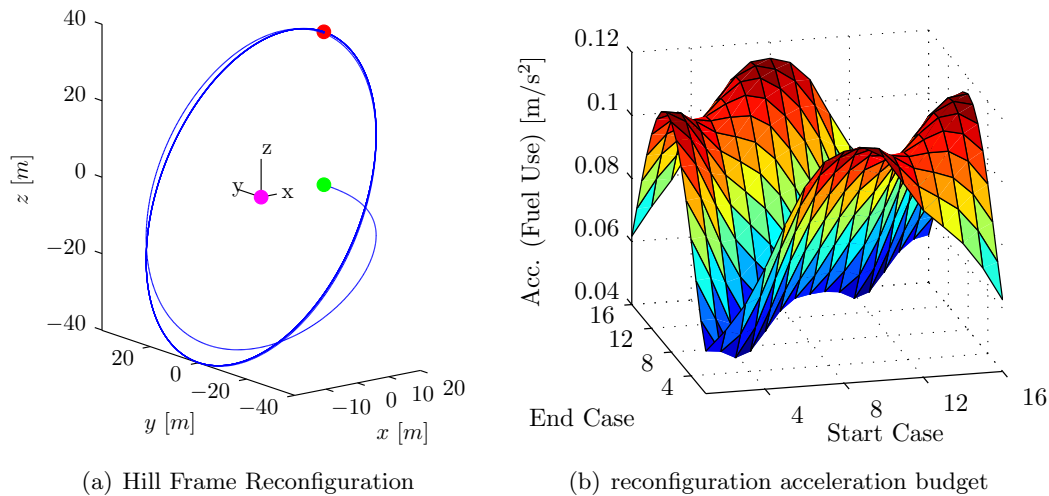 40
20
0
−20
−40
z [m]
z
y
x
20
0
−20
−40
y [m]
−10
0
10
20
x [m]
0.12
0.1
0.08
0.06
0.04
Acc. (Fuel Use) [m/s²]
16
12
8
4
End Case
4
8
12
16
Start Case
(a) Hill Frame Reconfiguration
(b) reconfiguration acceleration budget